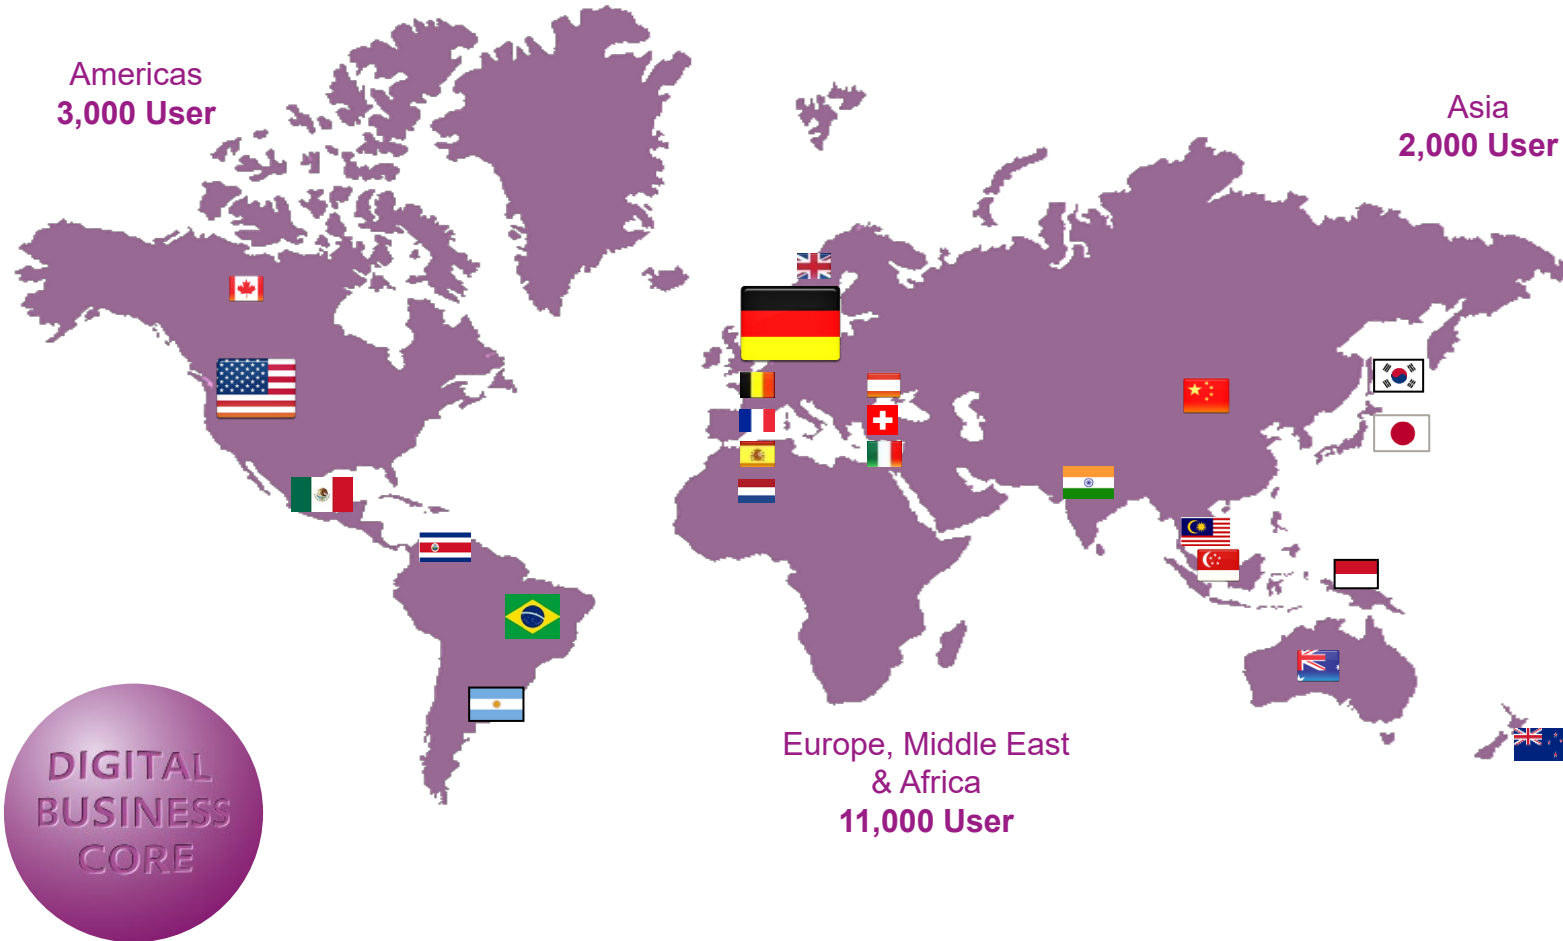 Americas
3,000 User
Asia
2,000 User
Europe, Middle East
& Africa
11,000 User
DIGITAL
BUSINESS
CORE